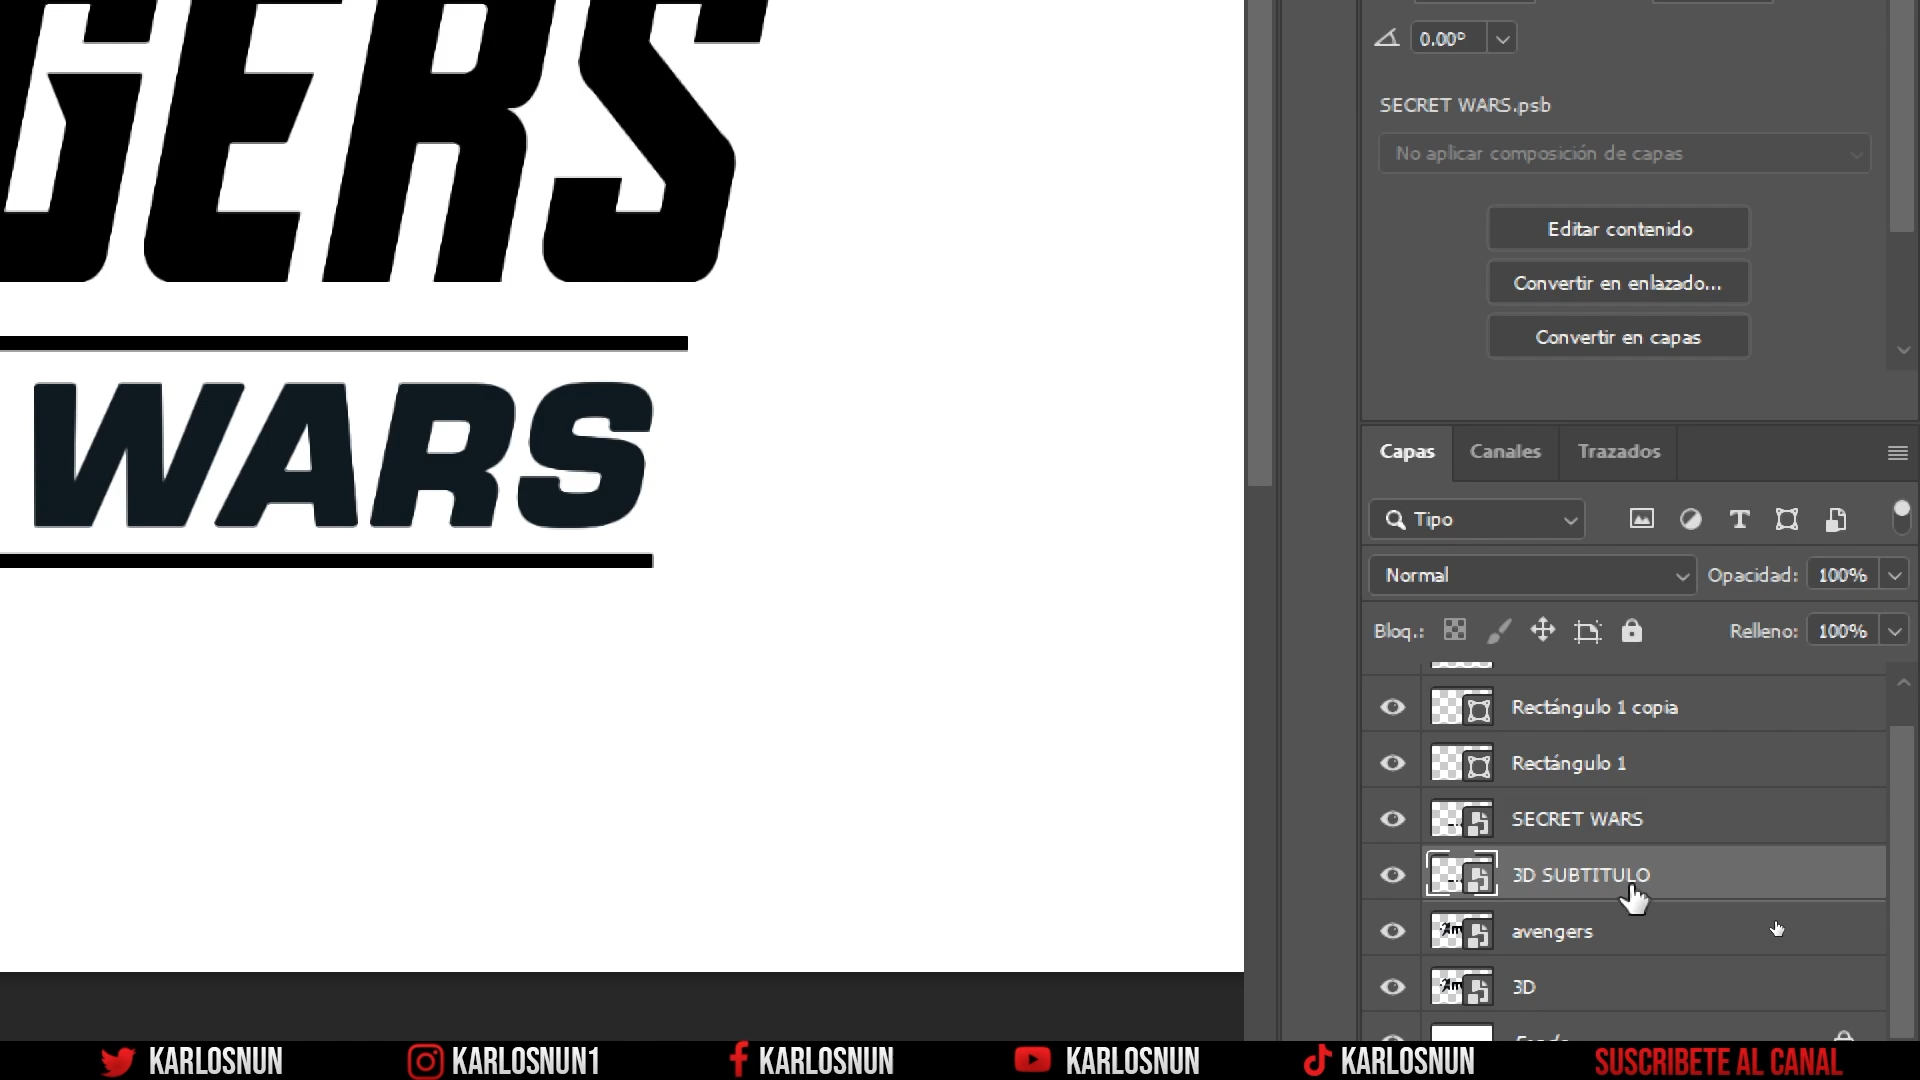 GERS
WARS
0.00º
SECRET WARS.psb
No aplicar composición de capas
Editar contenido
Convertir en enlazado...
Convertir en capas
Capas
Canales
Trazados
Tipo
Normal
Opacidad: 100%
Bloq.:
Relleno: 100%
Rectángulo 1 copia
Rectángulo 1
SECRET WARS
3D SUBTITULO
avengers
3D
KARLOSNUN
KARLOSNUN1
KARLOSNUN
KARLOSNUN
KARLOSNUN
SUSCRIBETE AL CANAL